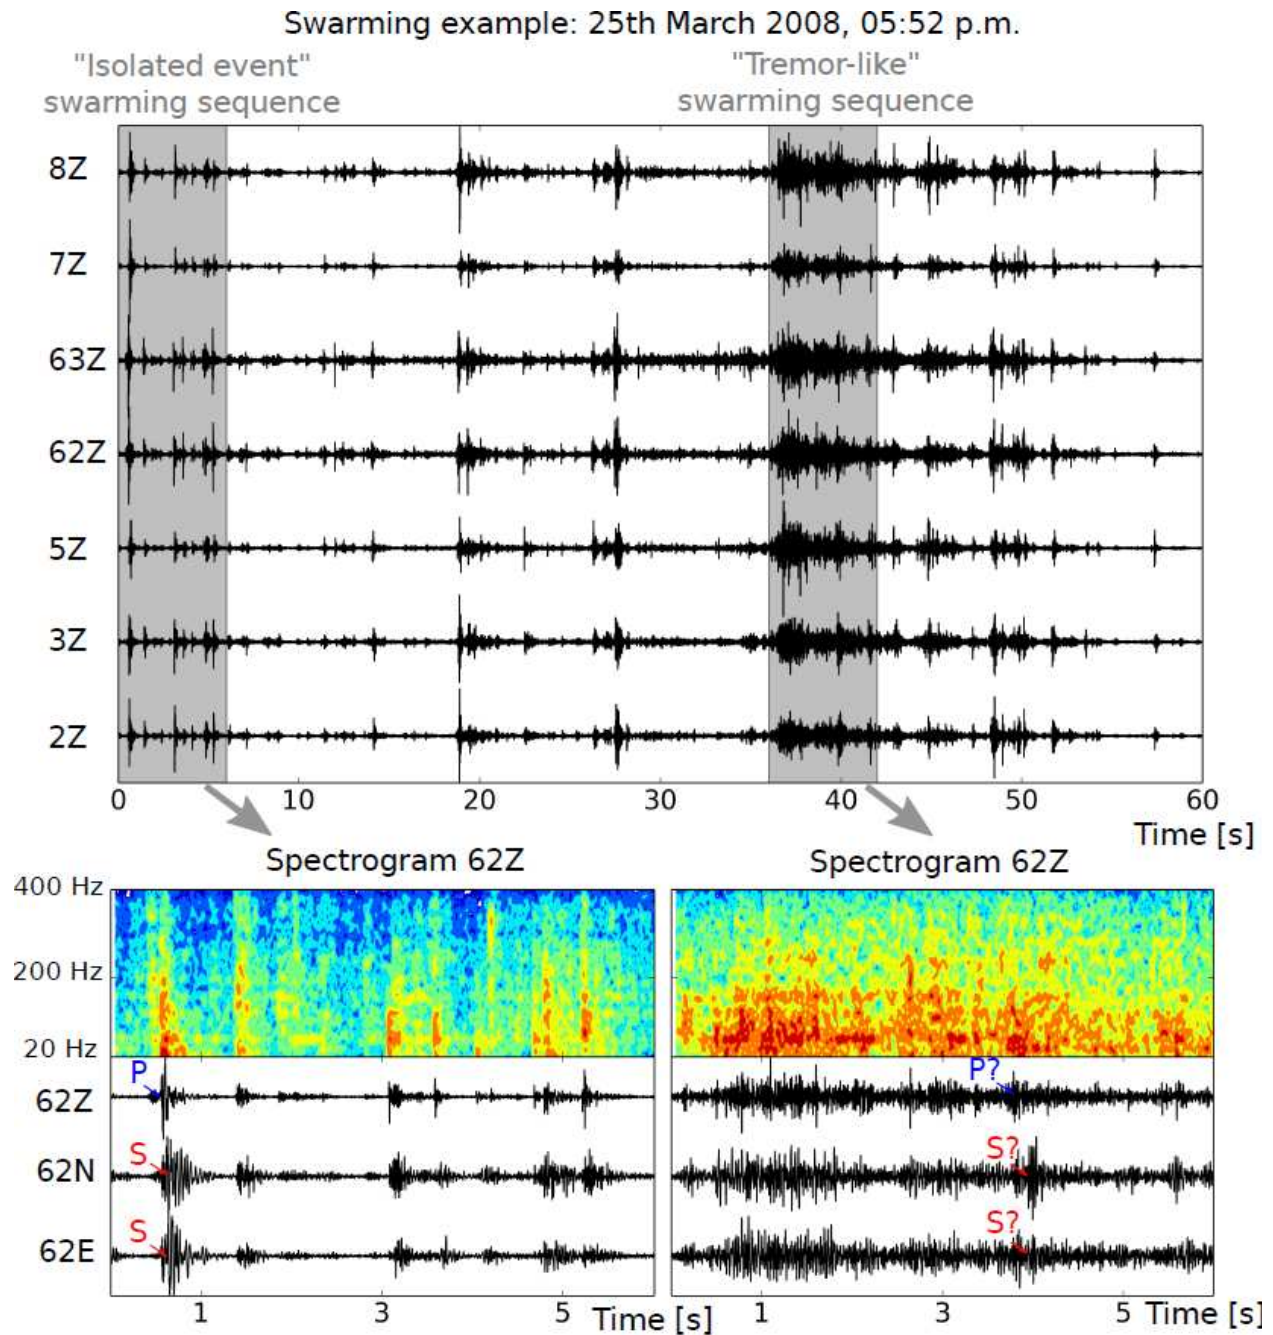 Swarming example: 25th March 2008, 05:52 p.m.
"Isolated event"
swarming sequence
"Tremor-like"
swarming sequence
8Z
7Z
63Z
62Z
5Z
3Z
2Z
0 10 20 30 40 50 60
Time [s]
Spectrogram 62Z
Spectrogram 62Z
400 Hz
200 Hz
20 Hz
P
P?
62Z
S
S?
62N
S
S?
62E
1 3 5 Time [s]
1 3 5 Time [s]